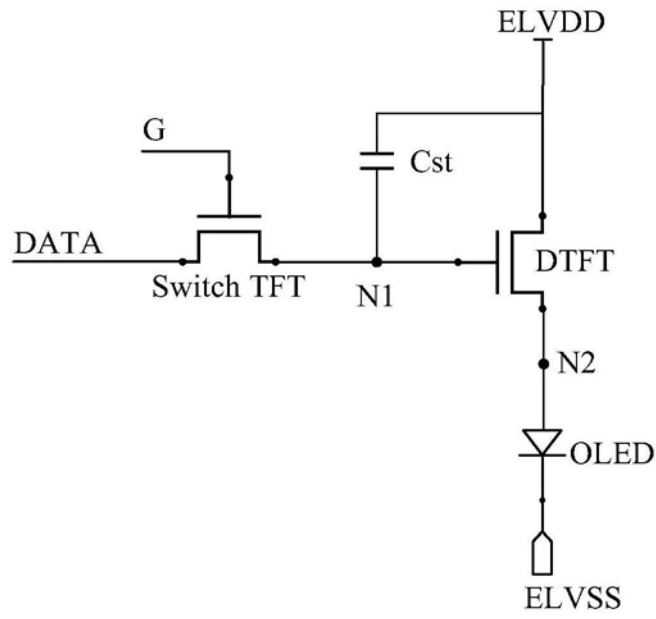 ELVDD
G
Cst
DATA
DTFT
Switch TFT
N1
N2
OLED
ELVSS